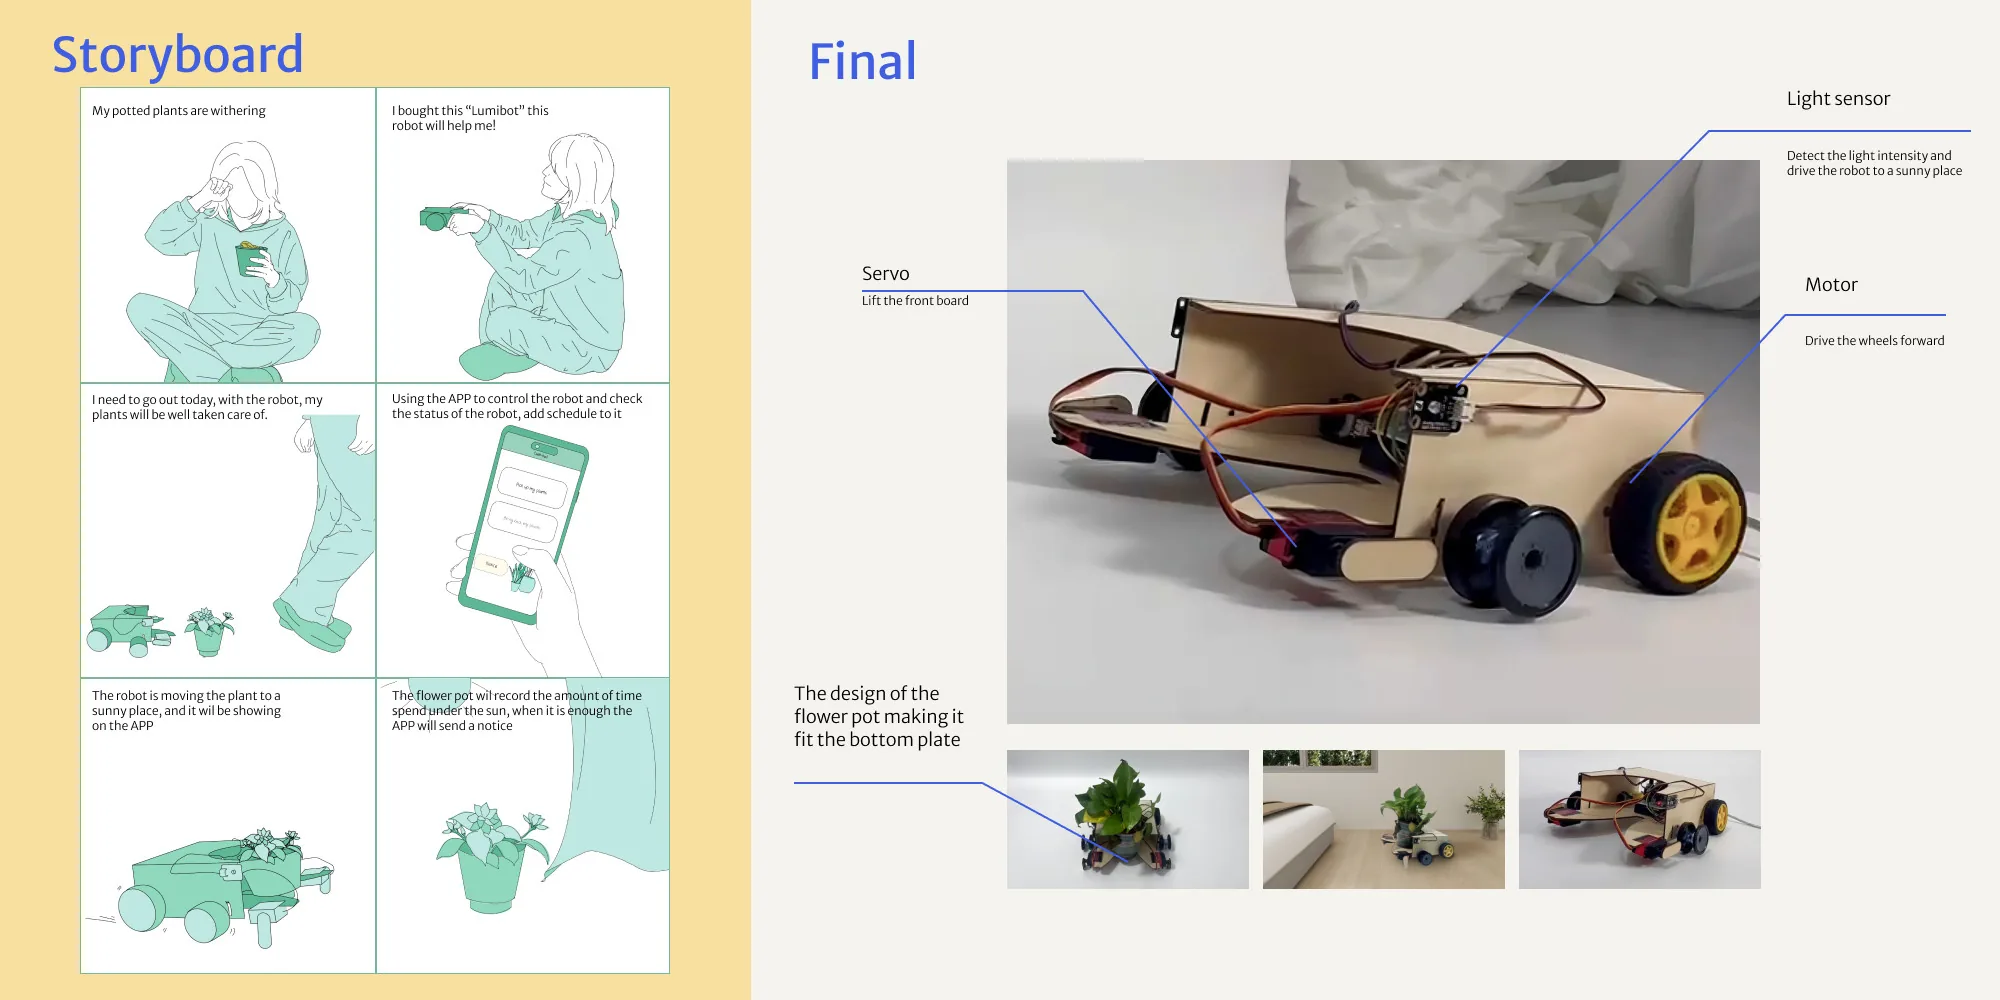 Storyboard
My potted plants are withering
I bought this “Lumibot” this
robot will help me!
I need to go out today, with the robot, my
plants will be well taken care of.
Using the APP to control the robot and check
the status of the robot, add schedule to it
The robot is moving the plant to a
sunny place, and it wil be showing
on the APP
The flower pot wil record the amount of time
spend under the sun, when it is enough the
APP will send a notice
Final
Light sensor
Detect the light intensity and
drive the robot to a sunny place
Servo
Lift the front board
Motor
Drive the wheels forward
The design of the
flower pot making it
fit the bottom plate